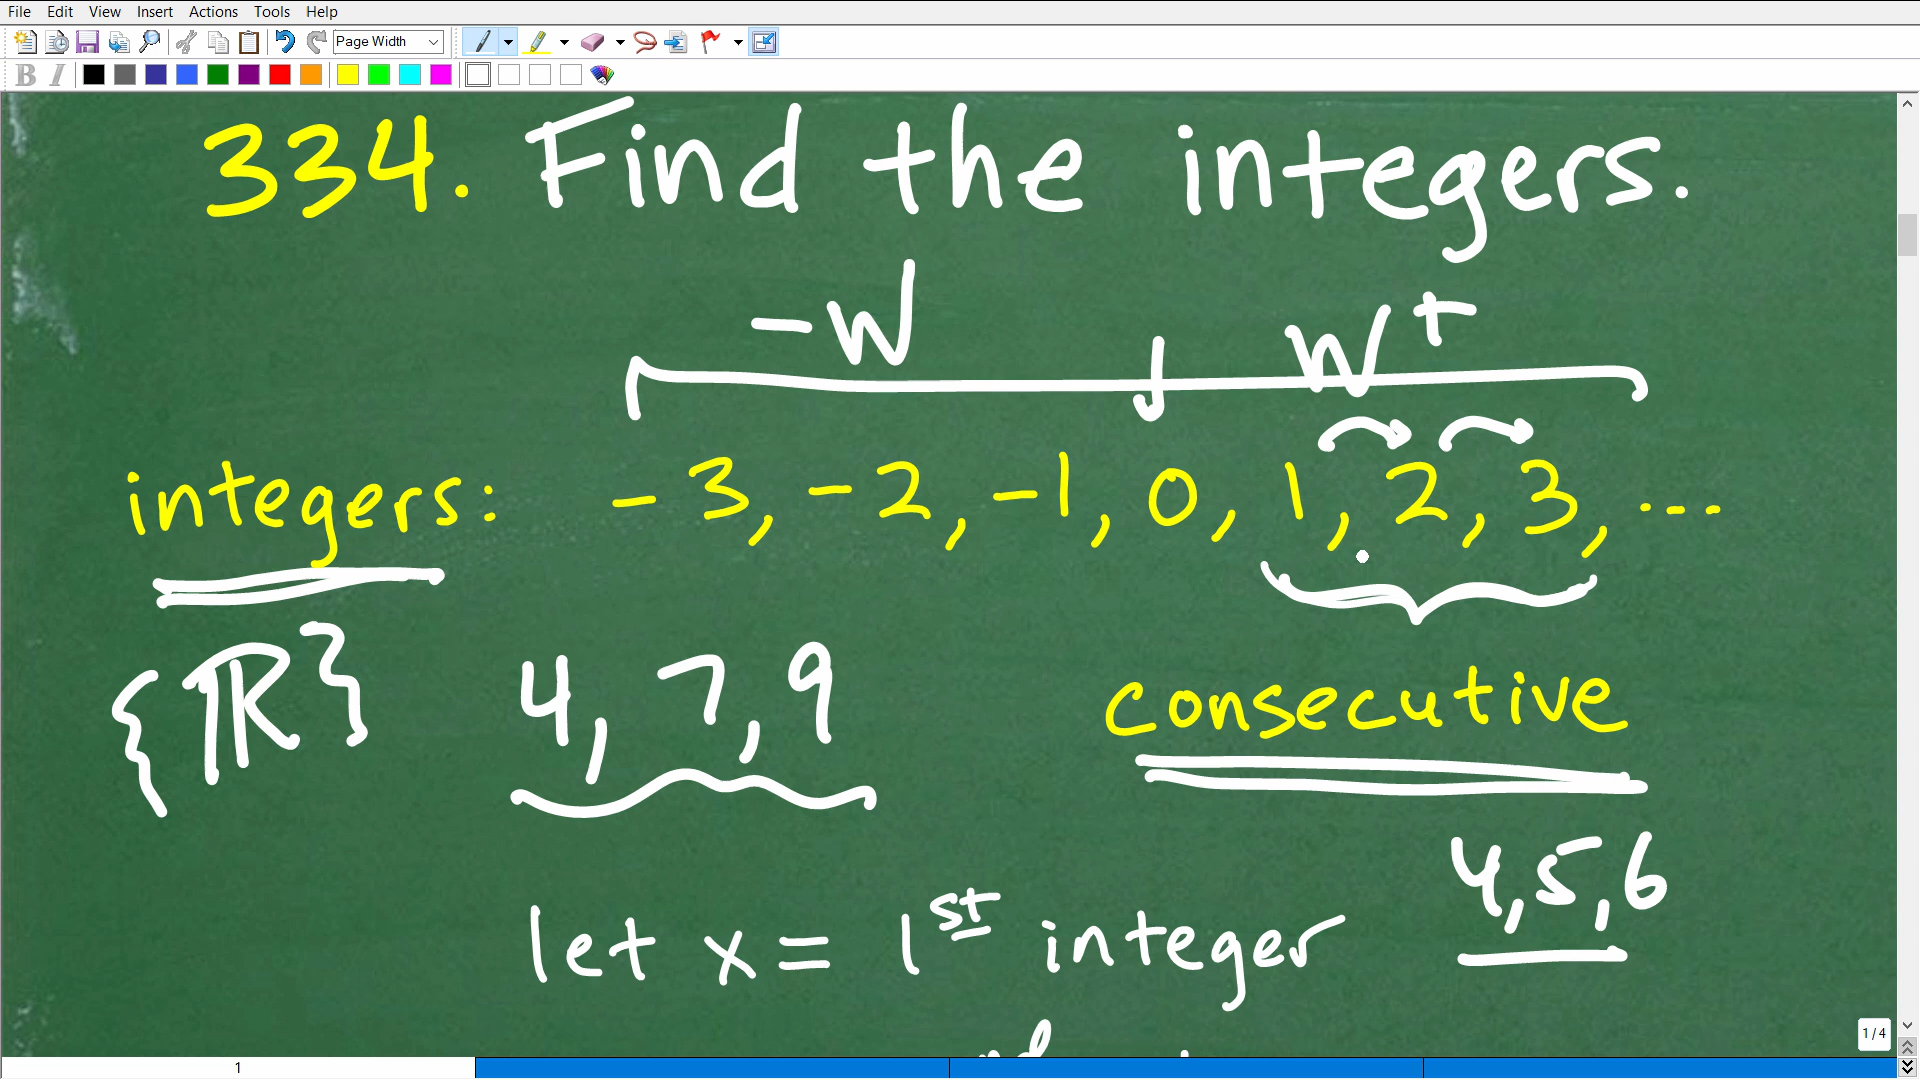 File Edit View Insert Actions Tools Help
Page Width
B I
334. Find the integers.
-W W+
integers: -3, -2, -1, 0, 1, 2, 3, ...
{ℝ} 4, 7, 9 consecutive
4,5,6
let x = 1st integer
nd
1 / 4
1